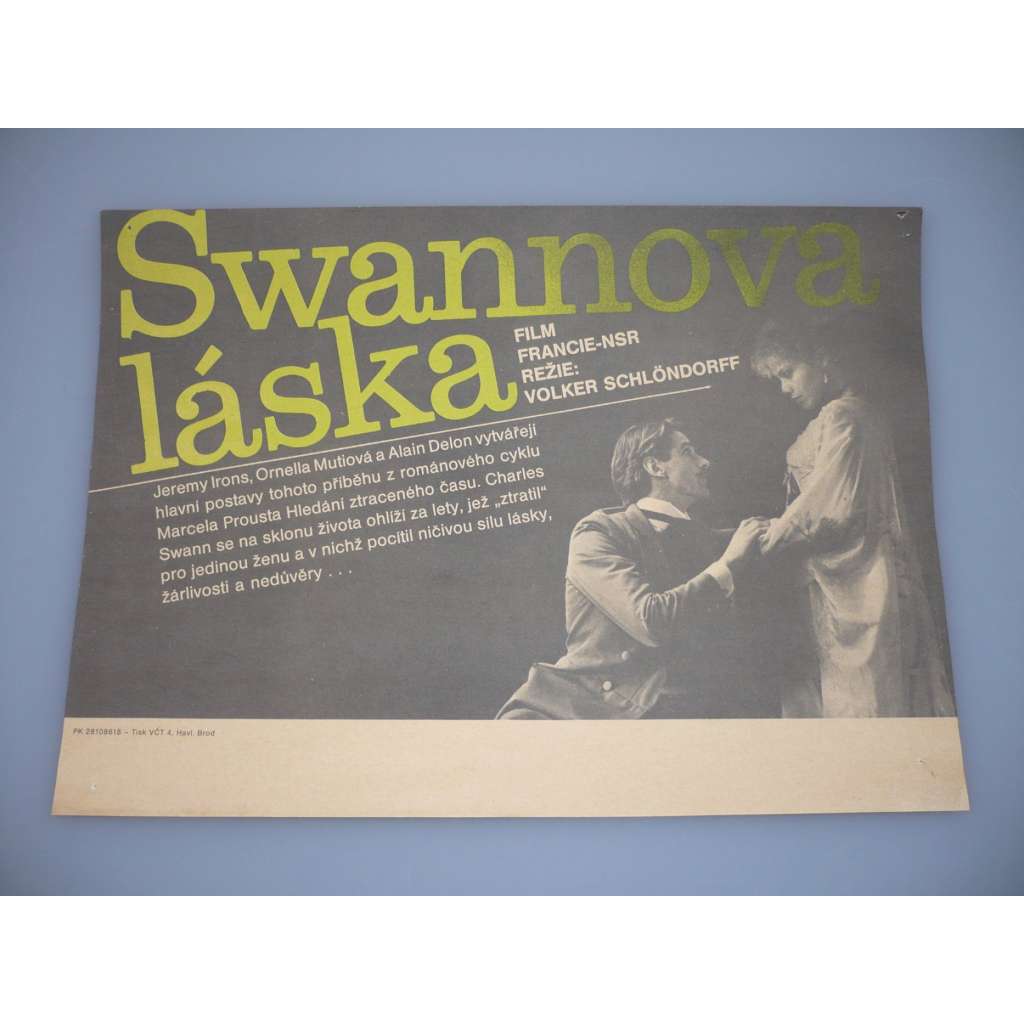 Swannova
láska
FILM
FRANCIE-NSR
REŽIE:
VOLKER SCHLÖNDORFF
Jeremy Irons, Ornella Mutiová a Alain Delon vytvářejí
hlavní postavy tohoto příběhu z románového cyklu
Marcela Prousta Hledání ztraceného času. Charles
Swann se na sklonu života ohlíží za lety, jež „ztratil“
pro jedinou ženu a v nichž pocítil ničivou sílu lásky,
žárlivosti a nedůvěry . . .
PK 28108618 – Tisk VČT 4, Havl. Brod